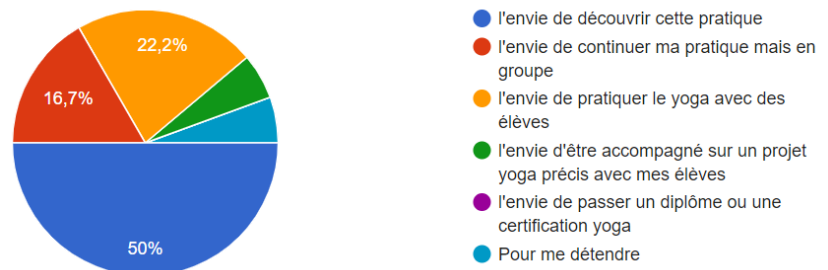 22,2%
16,7%
50%
l'envie de découvrir cette pratique
l'envie de continuer ma pratique mais en
groupe
l'envie de pratiquer le yoga avec des
élèves
l'envie d'être accompagné sur un projet
yoga précis avec mes élèves
l'envie de passer un diplôme ou une
certification yoga
Pour me détendre